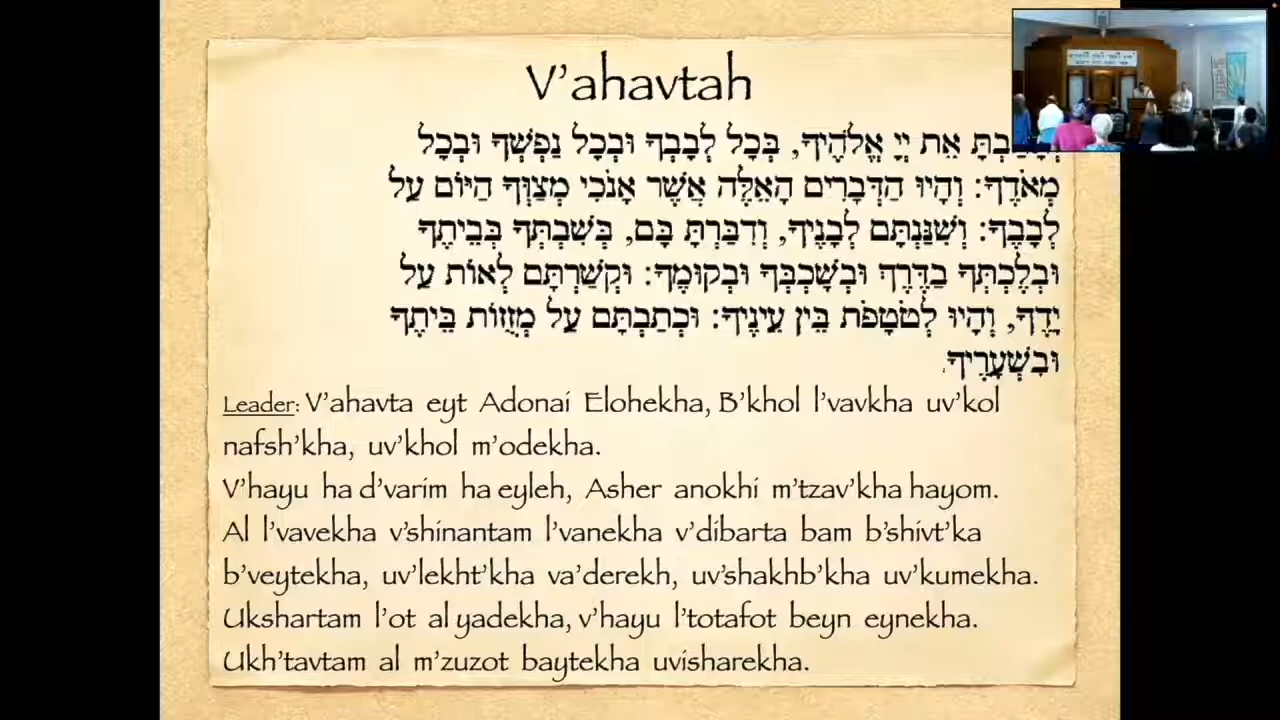 V'ahavtah
אֵת יְיָ אֱלֹהֶיךָ, בְּכָל לְבָבְךָ וּבְכָל נַפְשְׁךָ וּבְכָל
מְאֹדֶךָ: וְהָיוּ הַדְּבָרִים הָאֵלֶּה אֲשֶׁר אָנֹכִי מְצַוְּךָ הַיּוֹם עַל
לְבָבֶךָ: וְשִׁנַּנְתָּם לְבָנֶיךָ, וְדִבַּרְתָּ בָּם, בְּשִׁבְתְּךָ בְּבֵיתֶךָ
וּבְלֶכְתְּךָ בַדֶּרֶךְ וּבְשָׁכְבְּךָ וּבְקוּמֶךָ: וּקְשַׁרְתָּם לְאוֹת עַל
יָדֶךָ, וְהָיוּ לְטֹטָפֹת בֵּין עֵינֶיךָ: וּכְתַבְתָּם עַל מְזֻזוֹת בֵּיתֶךָ
וּבִשְׁעָרֶיךָ.
Leader: V'ahavta eyt Adonai Elohekha, B'khol l'vavkha uv'kol
nafsh'kha, uv'khol m'odekha.
V'hayu ha d'varim ha eyleh, Asher anokhi m'tzav'kha hayom.
Al l'vavekha v'shinantam l'vanekha v'dibarta bam b'shivt'ka
b'veytekha, uv'lekht'kha va'derekh, uv'shakhb'kha uv'kumekha.
Ukshartam l'ot al yadekha, v'hayu l'totafot beyn eynekha.
Ukh'tavtam al m'zuzot baytekha uvisharekha.